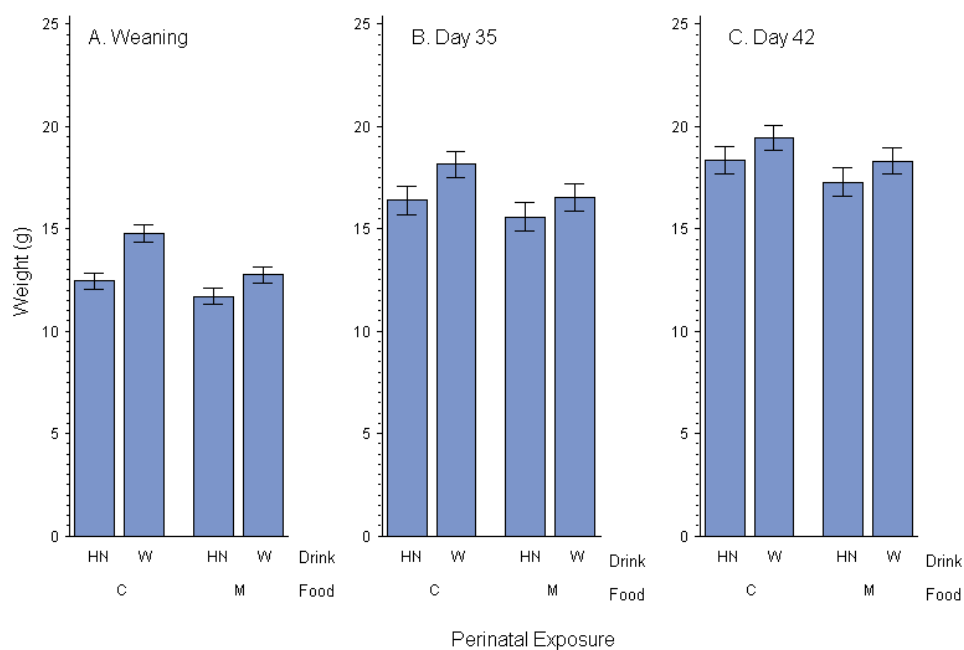 A. Weaning
B. Day 35
C. Day 42
Weight (g)
25
20
15
10
5
0
HN W HN W Drink
C M Food
25
20
15
10
5
0
HN W HN W Drink
C M Food
25
20
15
10
5
0
HN W HN W Drink
C M Food
Perinatal Exposure